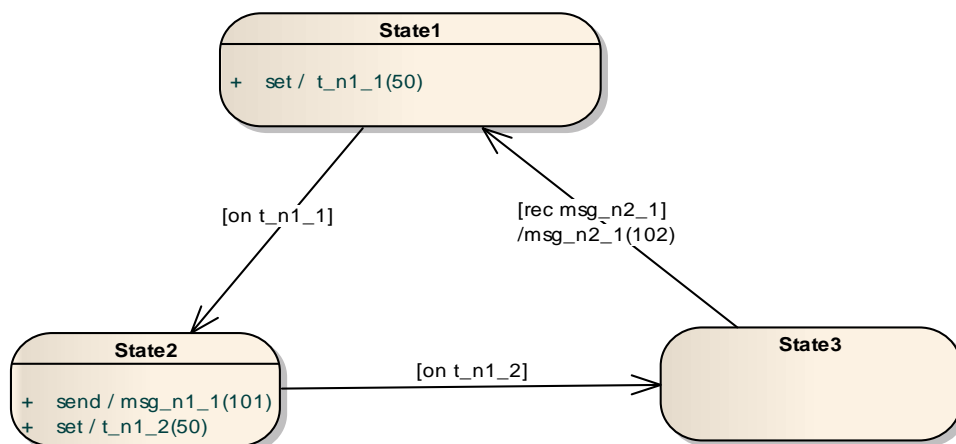 State1
+ set / t_n1_1(50)
[on t_n1_1]
[rec msg_n2_1]
/msg_n2_1(102)
State2
+ send / msg_n1_1(101)
+ set / t_n1_2(50)
[on t_n1_2]
State3